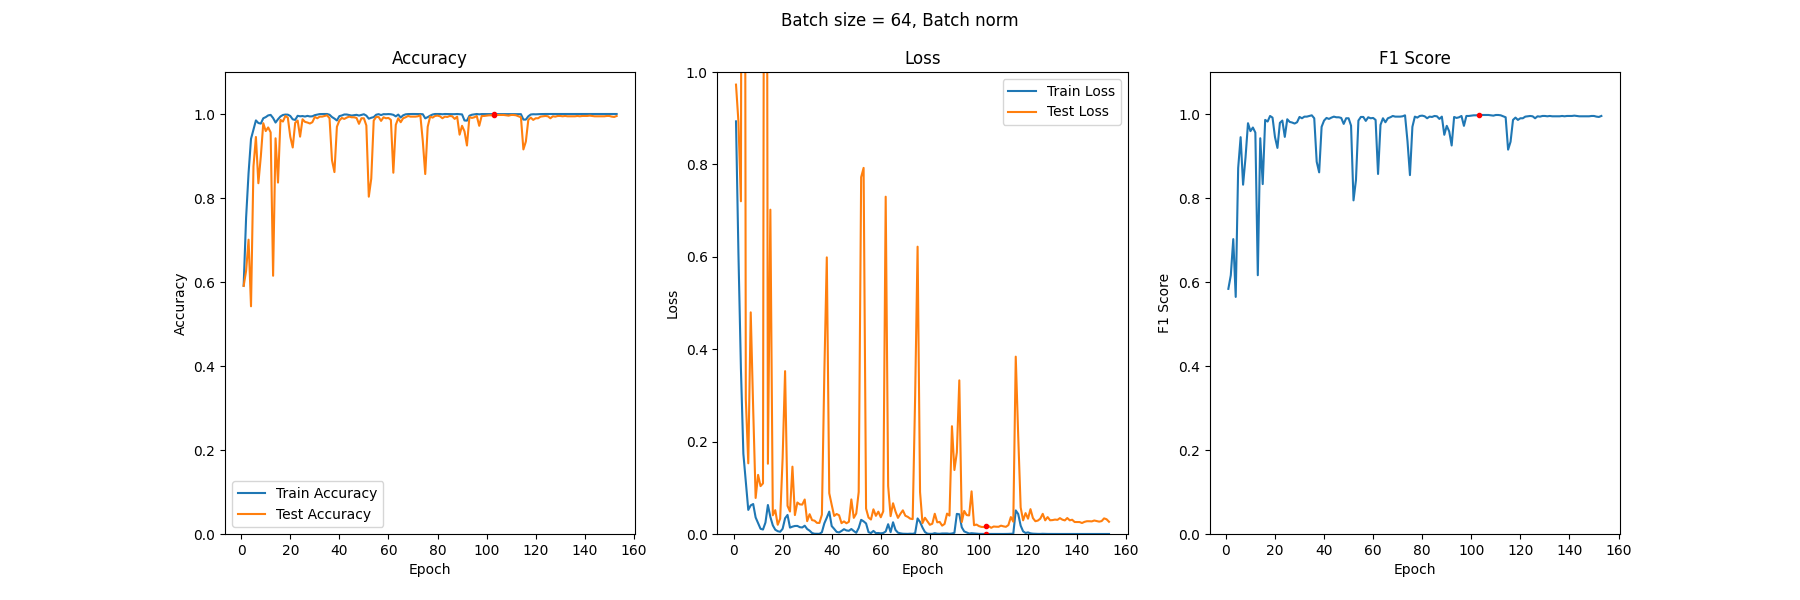 Batch size = 64, Batch norm
Accuracy
Accuracy
1.0
0.8
0.6
0.4
0.2
0.0
Train Accuracy
Test Accuracy
0 20 40 60 80 100 120 140 160
Epoch
Loss
Loss
1.0
0.8
0.6
0.4
0.2
0.0
Train Loss
Test Loss
0 20 40 60 80 100 120 140 160
Epoch
F1 Score
F1 Score
1.0
0.8
0.6
0.4
0.2
0.0
0 20 40 60 80 100 120 140 160
Epoch